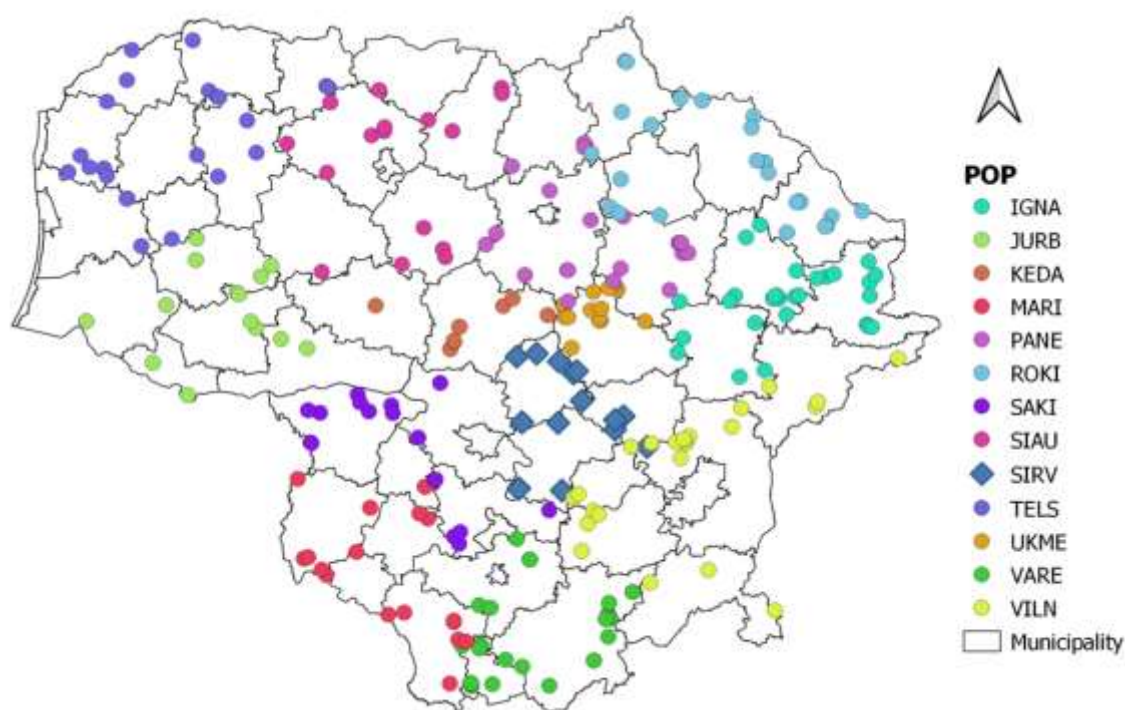 POP
IGNA
JURB
KEDA
MARI
PANE
ROKI
SAKI
SIAU
SIRV
TELS
UKME
VARE
VILN
Municipality